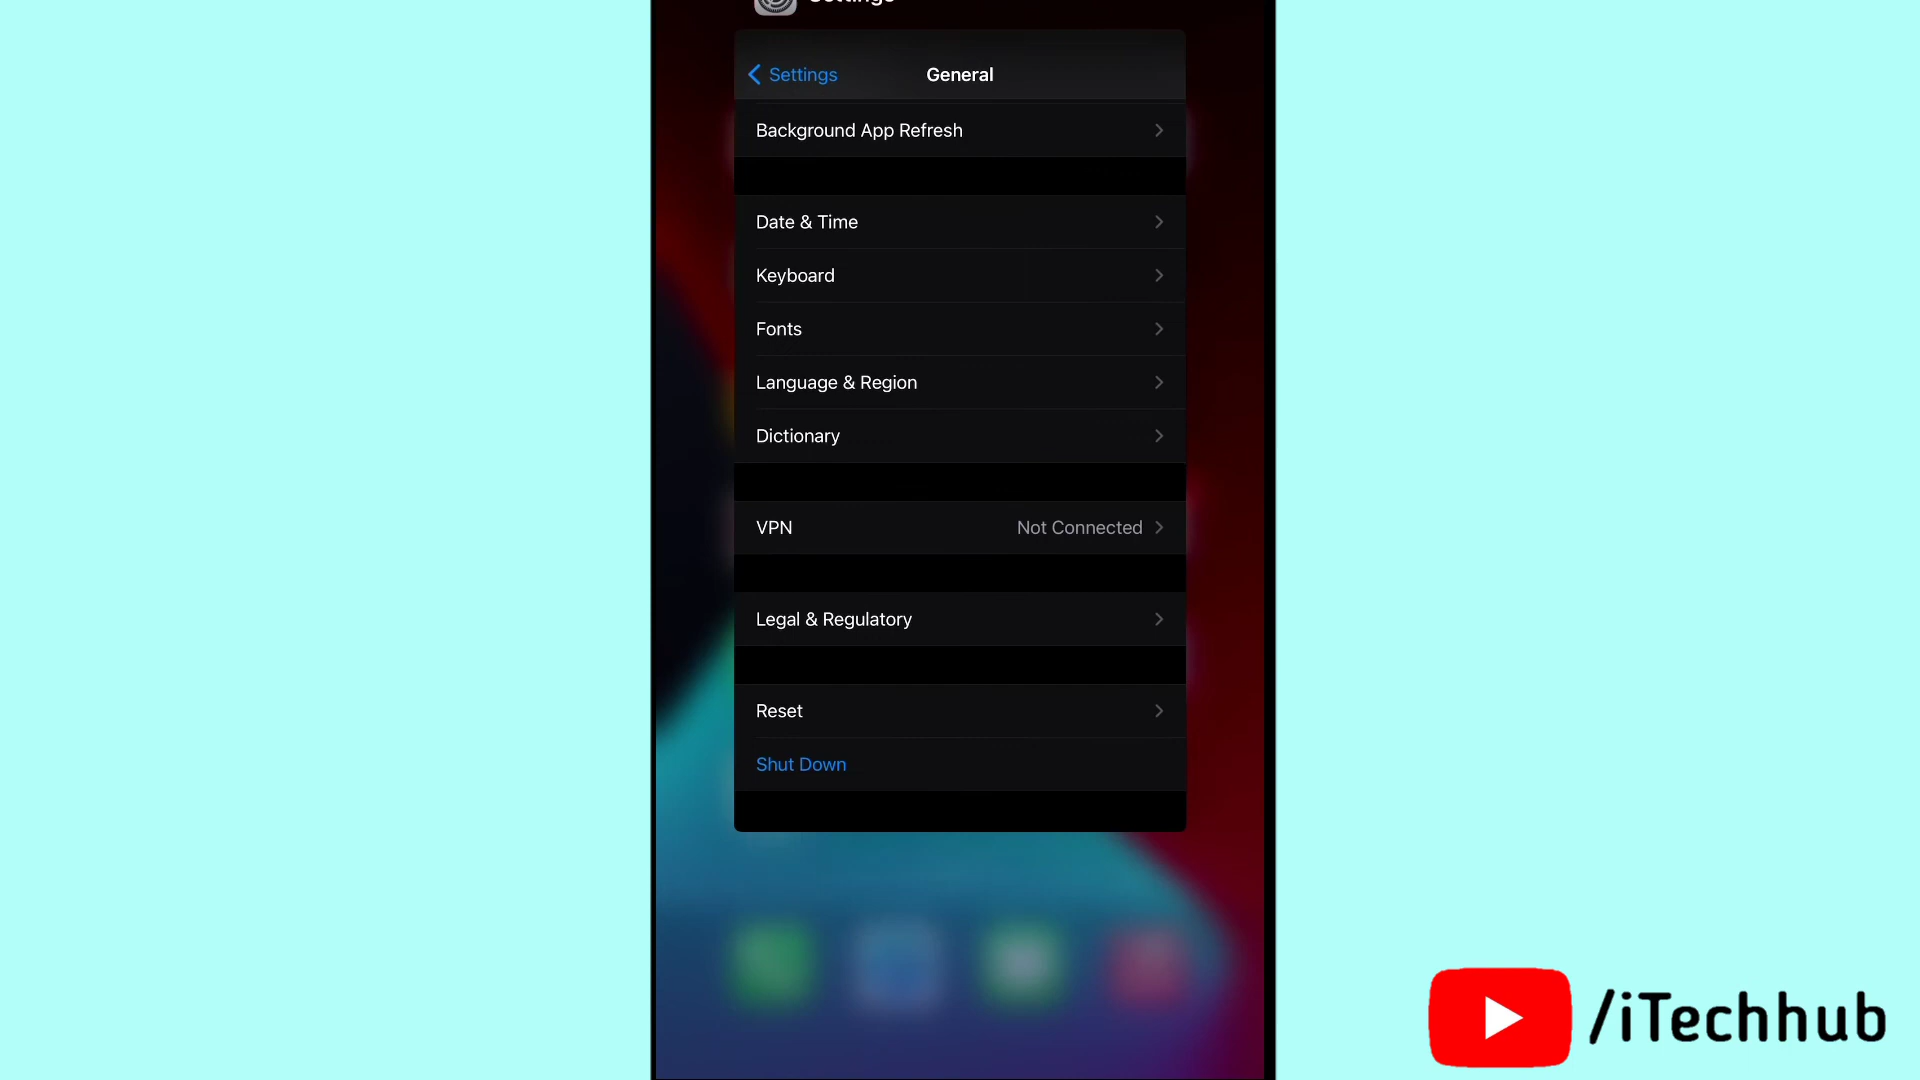 Settings
Settings
General
Background App Refresh
Date & Time
Keyboard
Fonts
Language & Region
Dictionary
VPN Not Connected
Legal & Regulatory
Reset
Shut Down
/iTechhub